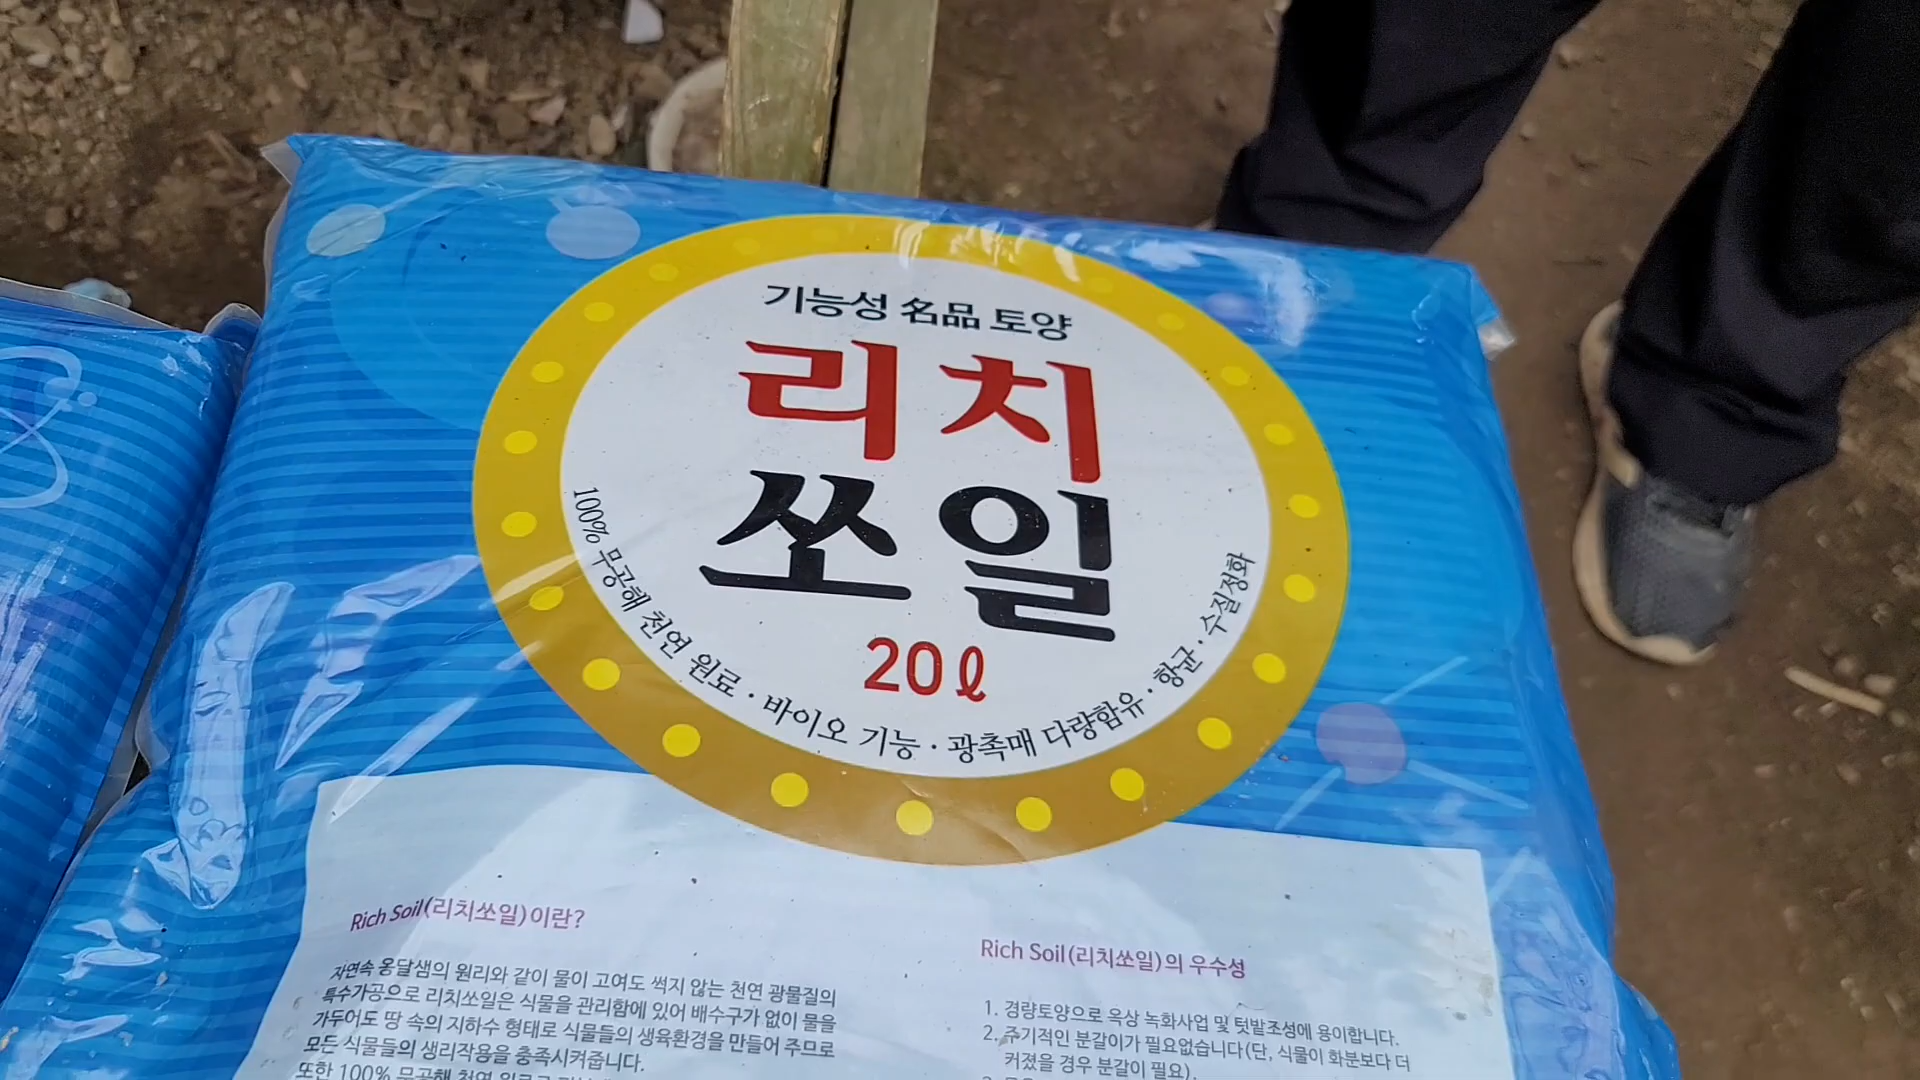 기능성 名品 토양
리치
쏘일
20ℓ
100% 무공해 천연 원료 · 바이오 기능 · 광촉매 다량함유 · 항균 · 수질정화
Rich Soil(리치쏘일)이란?
자연속 옹달샘의 원리와 같이 물이 고여도 썩지 않는 천연 광물질의
특수가공으로 리치쏘일은 식물을 관리함에 있어 배수구가 없이 물을
가두어도 땅 속의 지하수 형태로 식물들의 생육환경을 만들어 주므로
모든 식물들의 생리작용을 충족시켜줍니다.
또한 100% 무공해 천연 원료로
Rich Soil(리치쏘일)의 우수성
1. 경량토양으로 옥상 녹화사업 및 텃밭조성에 용이합니다.
2. 주기적인 분갈이가 필요없습니다(단, 식물이 화분보다 더
커졌을 경우 분갈이 필요).